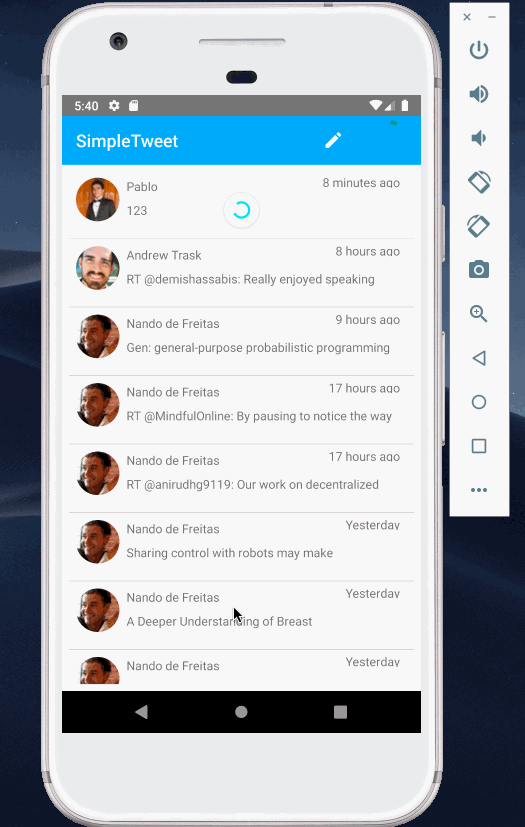 5:40
SimpleTweet
Pablo 8 minutes ago
123
Andrew Trask 8 hours ago
RT @demishassabis: Really enjoyed speaking
Nando de Freitas 9 hours ago
Gen: general-purpose probabilistic programming
Nando de Freitas 17 hours ago
RT @MindfulOnline: By pausing to notice the way
Nando de Freitas 17 hours ago
RT @anirudhg9119: Our work on decentralized
Nando de Freitas Yesterday
Sharing control with robots may make
Nando de Freitas Yesterday
A Deeper Understanding of Breast
Nando de Freitas Yesterday